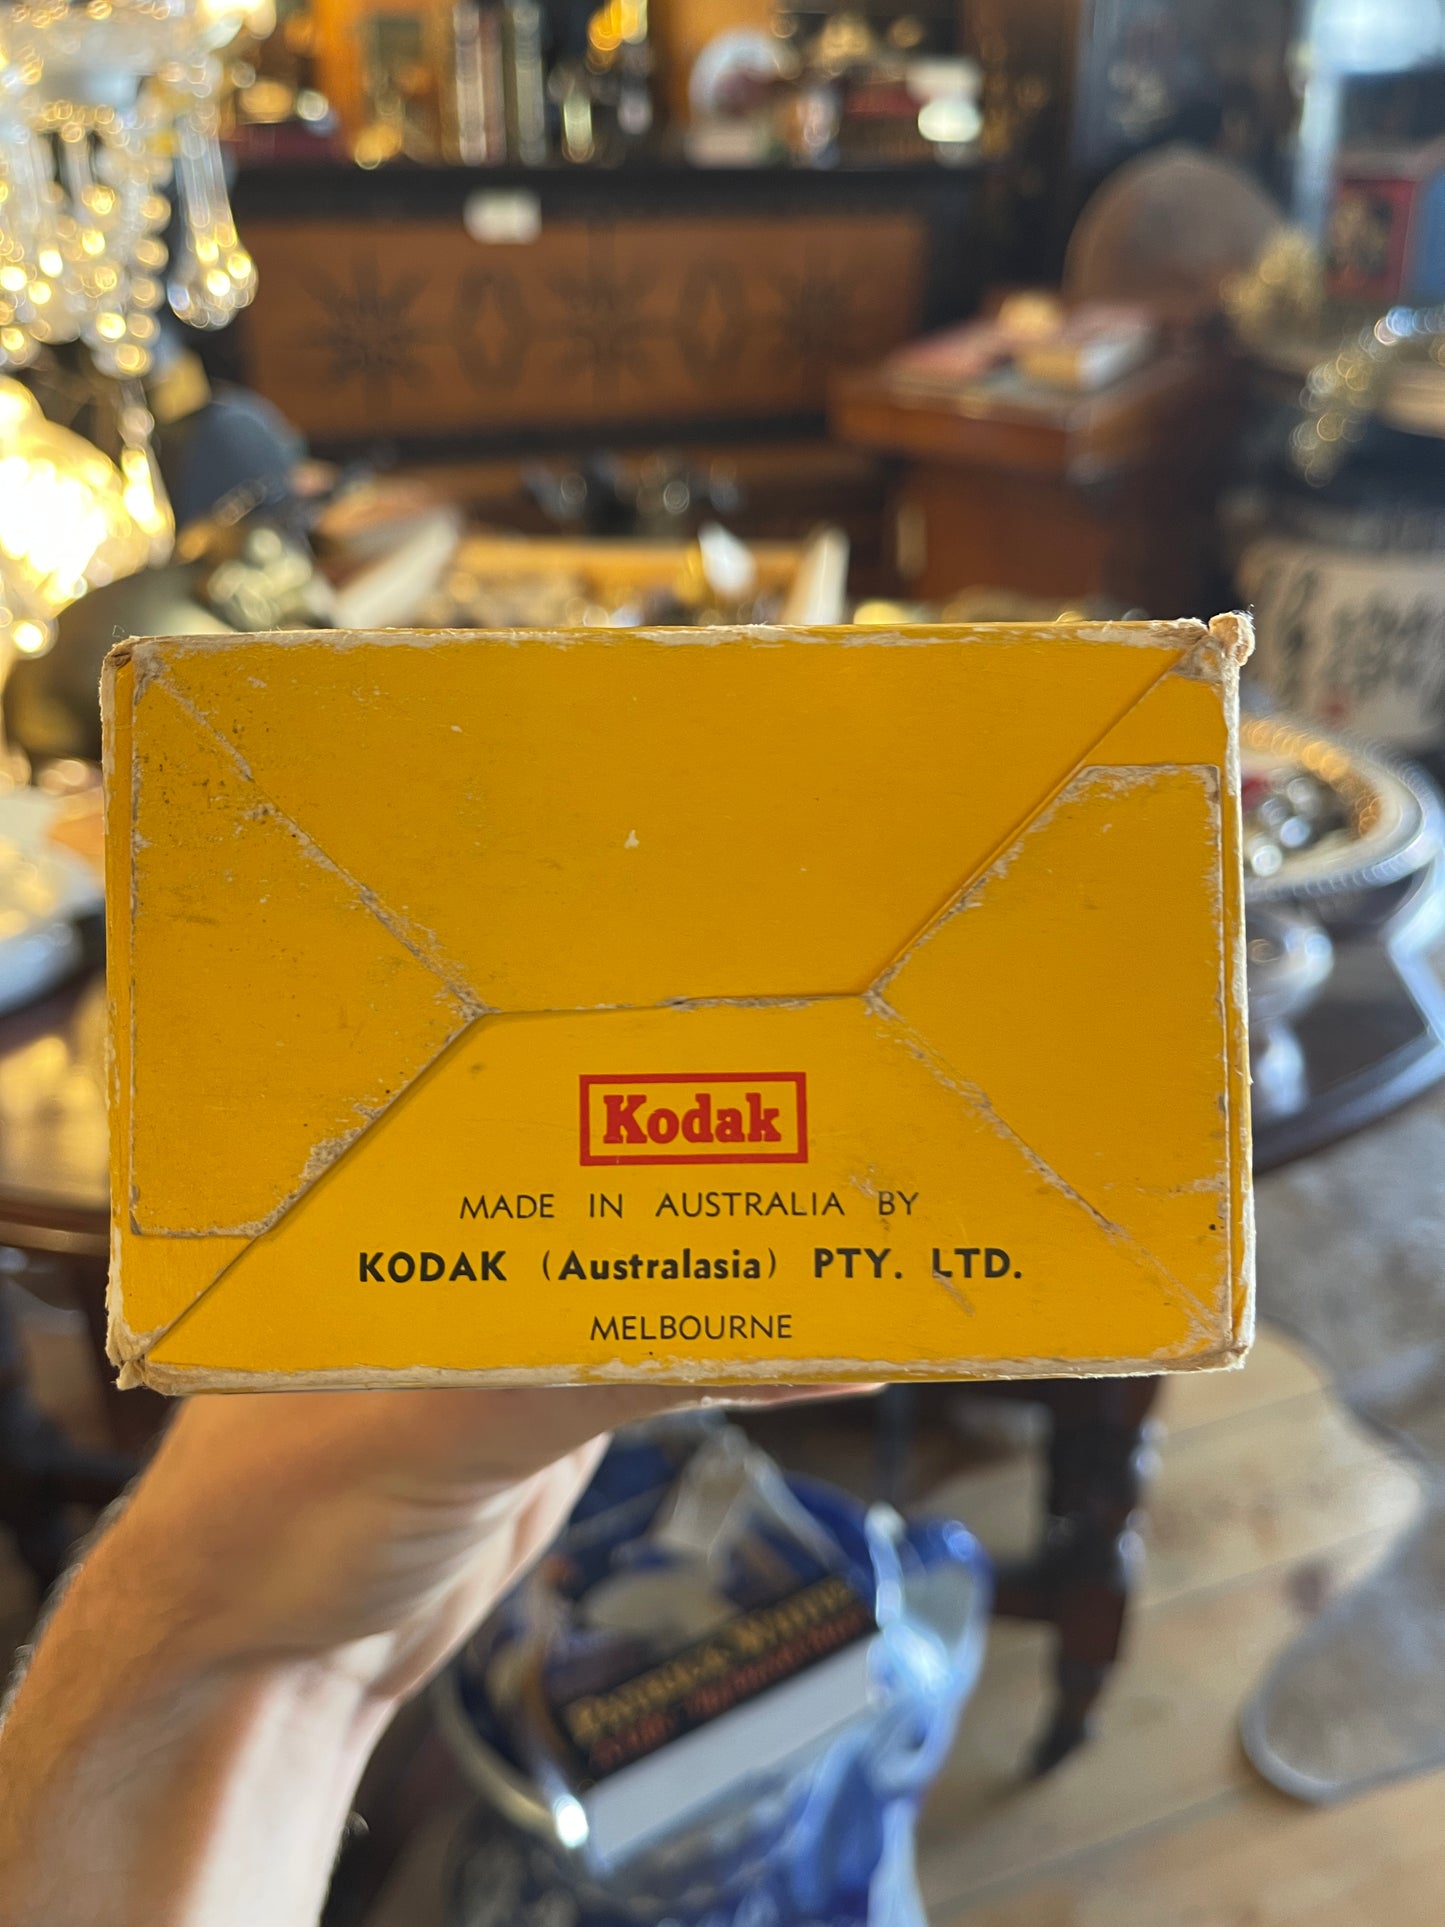 Kodak
MADE IN AUSTRALIA BY
KODAK (Australasia) PTY. LTD.
MELBOURNE